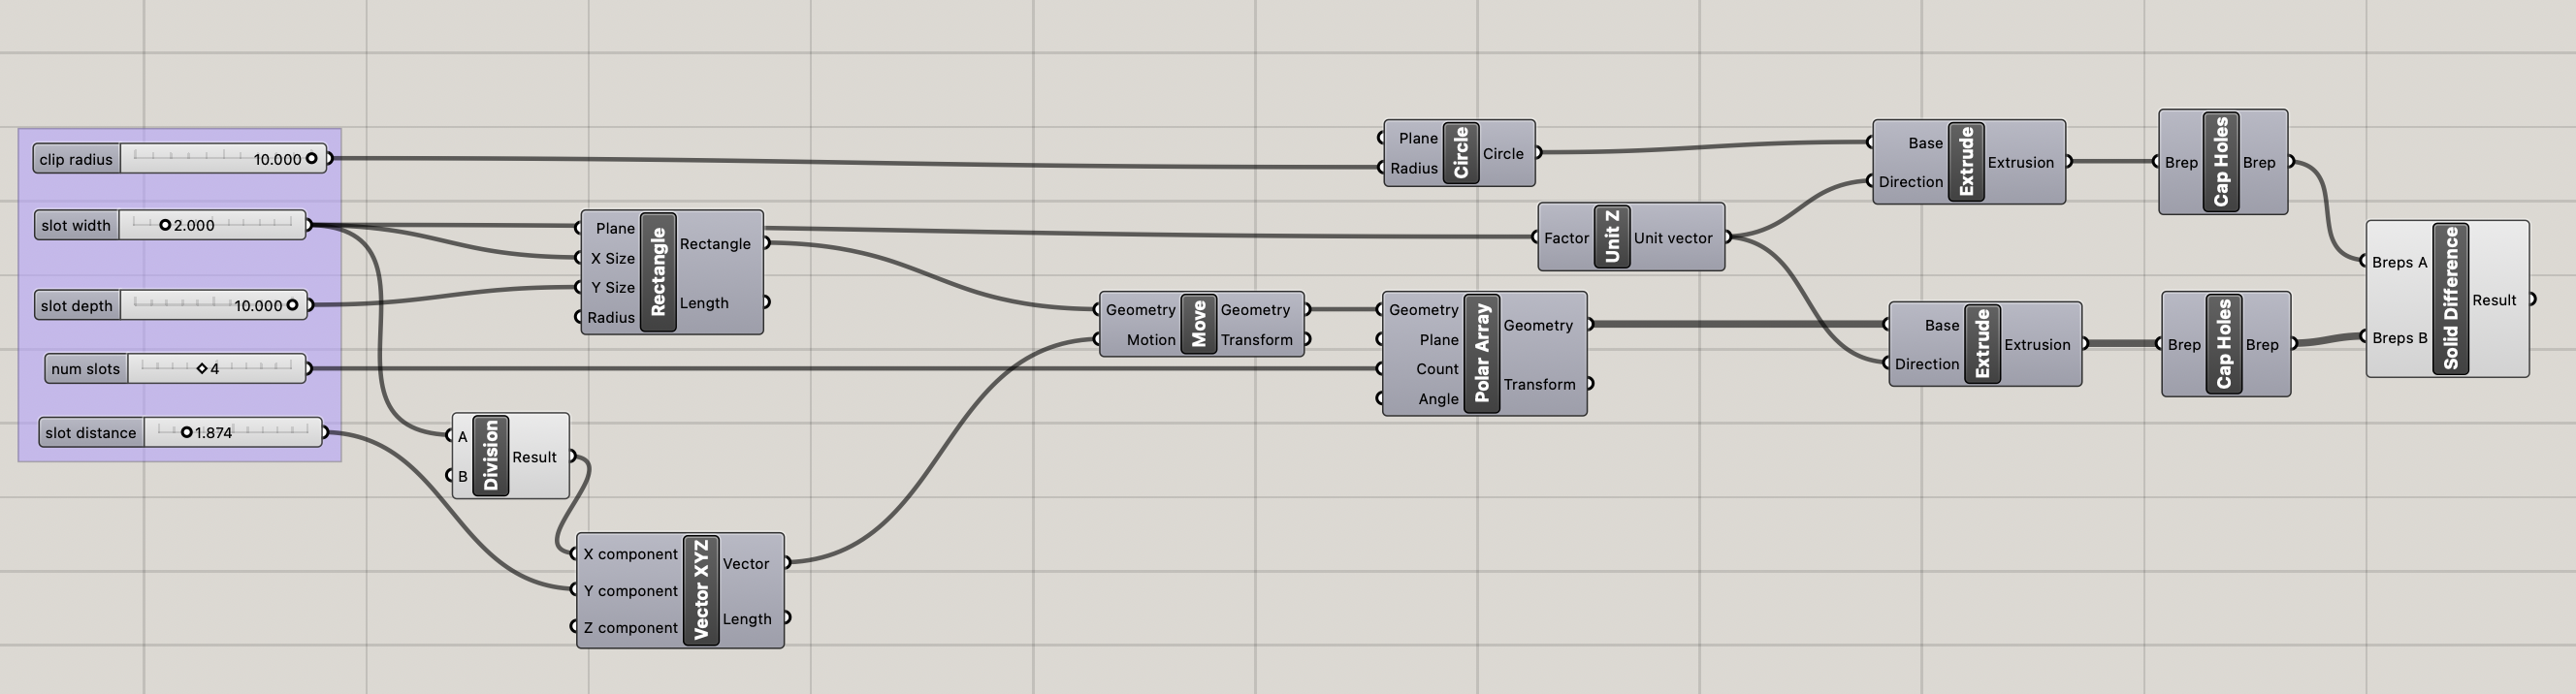 clip radius 10.000
slot width 2.000
slot depth 10.000
num slots 4
slot distance 1.874
Plane
X Size
Y Size
Radius
Rectangle
Rectangle
Length
A
B
Division
Result
X component
Y component
Z component
Vector XYZ
Vector
Length
Geometry
Motion
Move
Geometry
Transform
Plane
Radius
Circle
Circle
Factor
Unit Z
Unit vector
Geometry
Plane
Count
Angle
Polar Array
Geometry
Transform
Base
Direction
Extrude
Extrusion
Base
Direction
Extrude
Extrusion
Brep
Cap Holes
Brep
Brep
Cap Holes
Brep
Breps A
Breps B
Solid Difference
Result